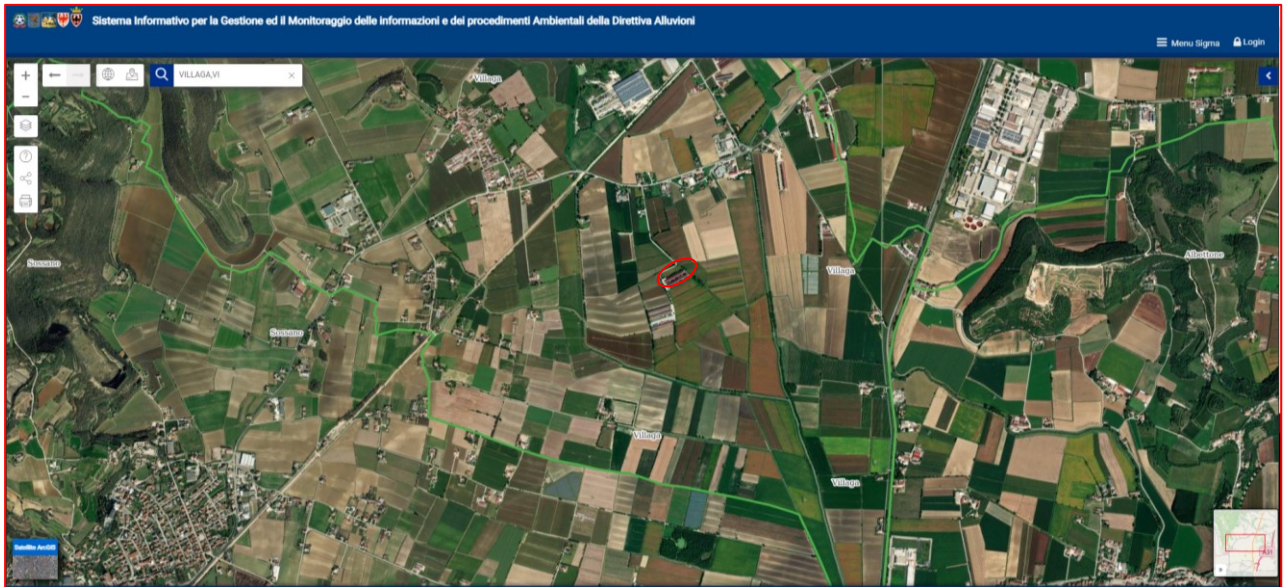 Sistema Informativo per la Gestione ed il Monitoraggio delle informazioni e dei procedimenti Ambientali della Direttiva Alluvioni
Menu Sigma
Login
VILLAGA,VI
Villaga
Albettone
Sossano
Villaga
Sossano
Villaga
Villaga
Satellite ArcGIS
A31